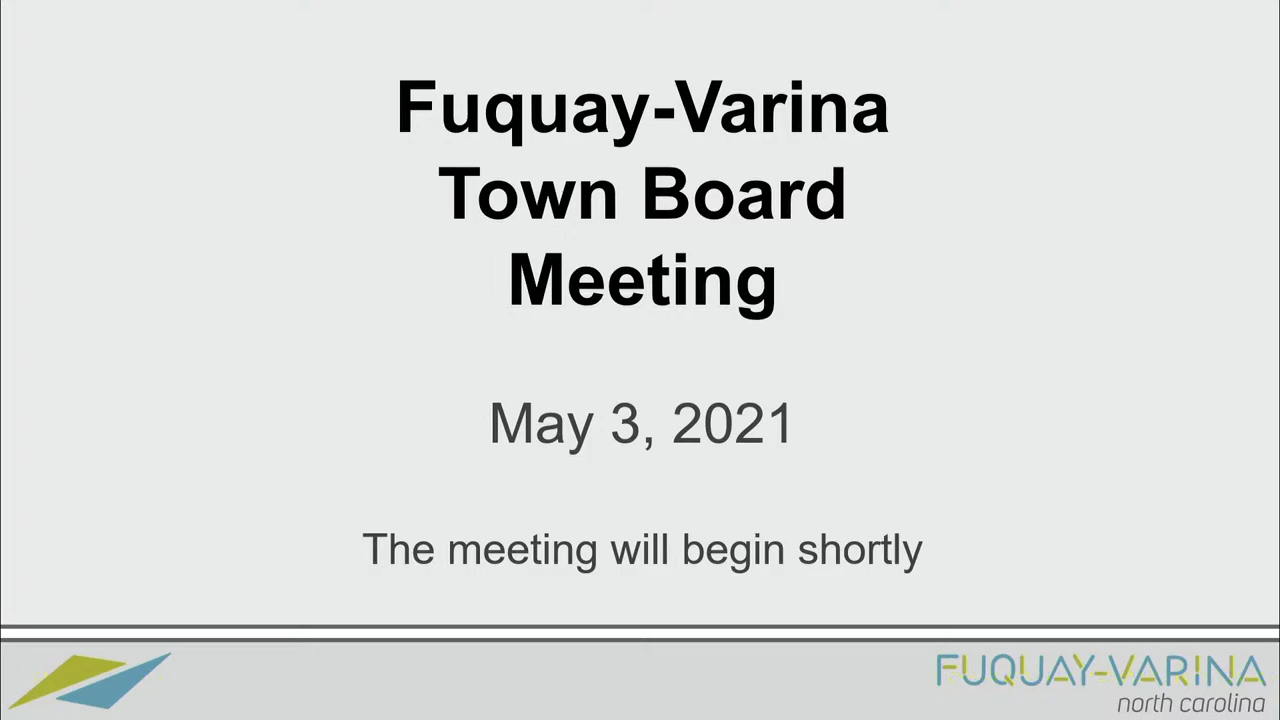 Fuquay-Varina
Town Board
Meeting
May 3, 2021
The meeting will begin shortly
FUQUAY-VARINA
north carolina